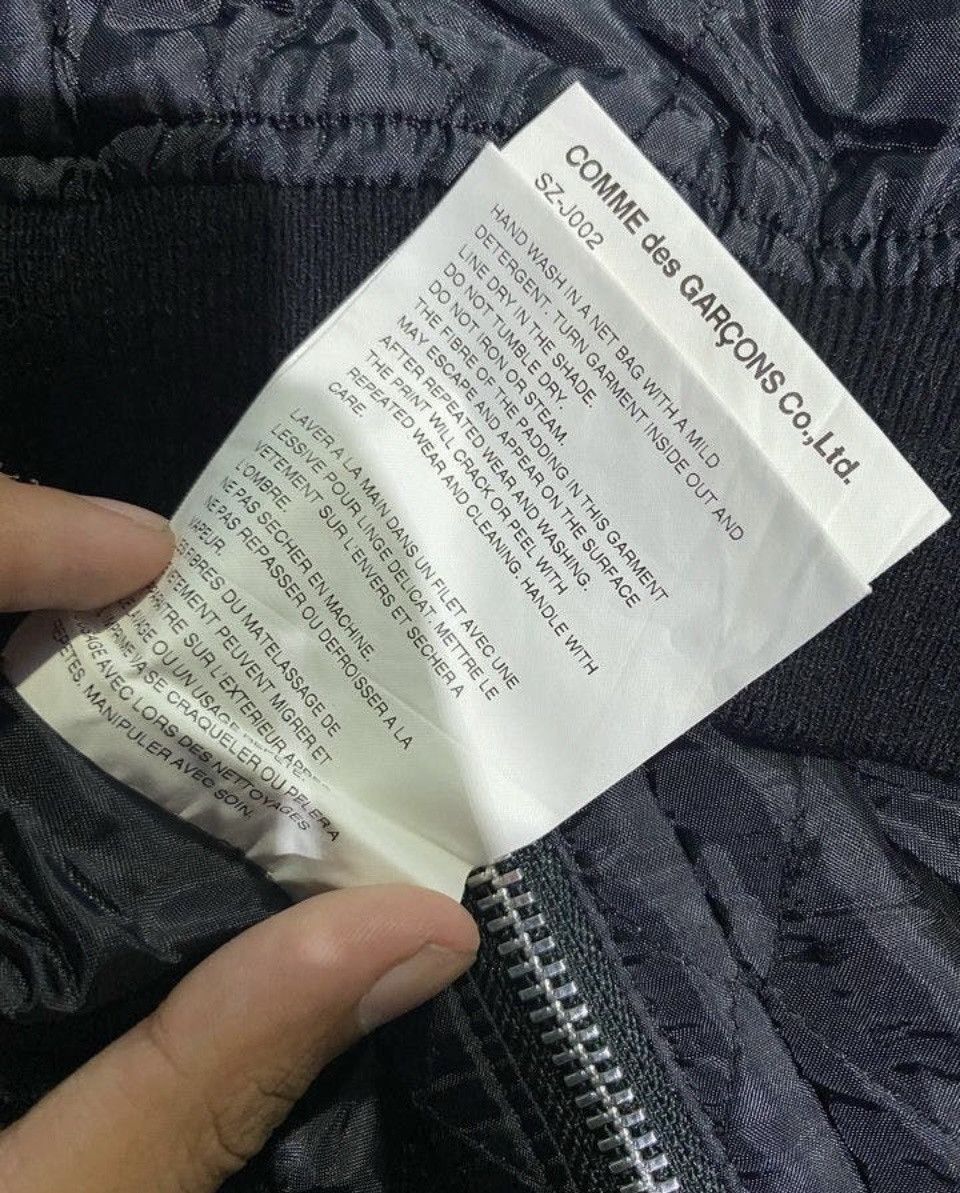 COMME des GARÇONS Co.,Ltd.
SZ-J002
HAND WASH IN A NET BAG WITH A MILD
DETERGENT. TURN GARMENT INSIDE OUT AND
LINE DRY IN THE SHADE.
DO NOT TUMBLE DRY.
DO NOT IRON OR STEAM.
THE FIBRE OF THE PADDING IN THIS GARMENT
MAY ESCAPE AND APPEAR ON THE SURFACE
AFTER REPEATED WEAR AND WASHING.
THE PRINT WILL CRACK OR PEEL WITH
REPEATED WEAR AND CLEANING. HANDLE WITH
CARE.
LAVER A LA MAIN DANS UN FILET AVEC UNE
LESSIVE POUR LINGE DELICAT. METTRE LE
VETEMENT SUR L'ENVERS ET SECHER A
L'OMBRE.
NE PAS SECHER EN MACHINE.
NE PAS REPASSER OU DEFROISSER A LA
VAPEUR.
DU MATELASSAGE DE
PEUVENT MIGRER ET
SUR L'EXTERIEUR
OU UN USAGE
VA SE CRAQUELER OU PELER A
AVEC LORS DES NETTOYAGES
MANIPULER AVEC SOIN.